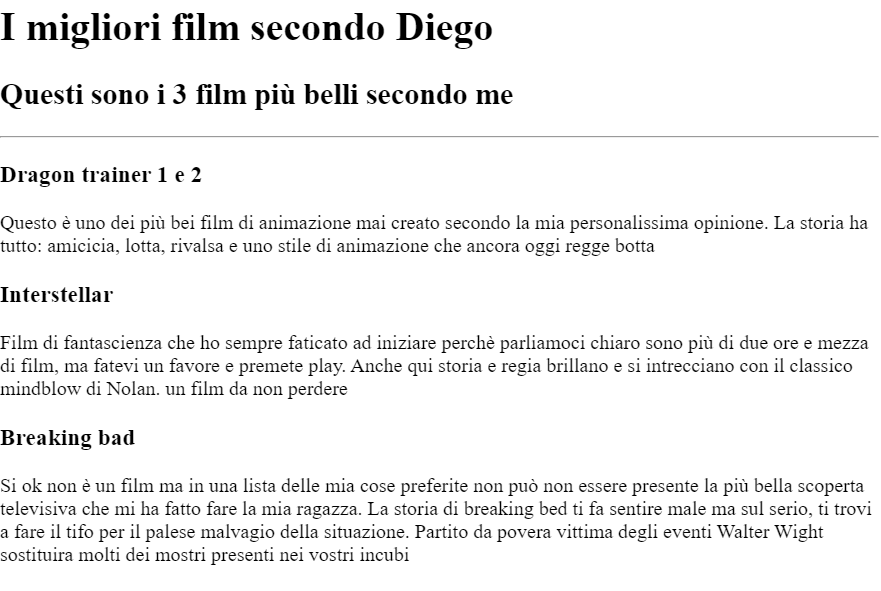 I migliori film secondo Diego
Questi sono i 3 film più belli secondo me
Dragon trainer 1 e 2
Questo è uno dei più bei film di animazione mai creato secondo la mia personalissima opinione. La storia ha
tutto: amicicia, lotta, rivalsa e uno stile di animazione che ancora oggi regge botta
Interstellar
Film di fantascienza che ho sempre faticato ad iniziare perchè parliamoci chiaro sono più di due ore e mezza
di film, ma fatevi un favore e premete play. Anche qui storia e regia brillano e si intrecciano con il classico
mindblow di Nolan. un film da non perdere
Breaking bad
Si ok non è un film ma in una lista delle mia cose preferite non può non essere presente la più bella scoperta
televisiva che mi ha fatto fare la mia ragazza. La storia di breaking bed ti fa sentire male ma sul serio, ti trovi
a fare il tifo per il palese malvagio della situazione. Partito da povera vittima degli eventi Walter Wight
sostituira molti dei mostri presenti nei vostri incubi